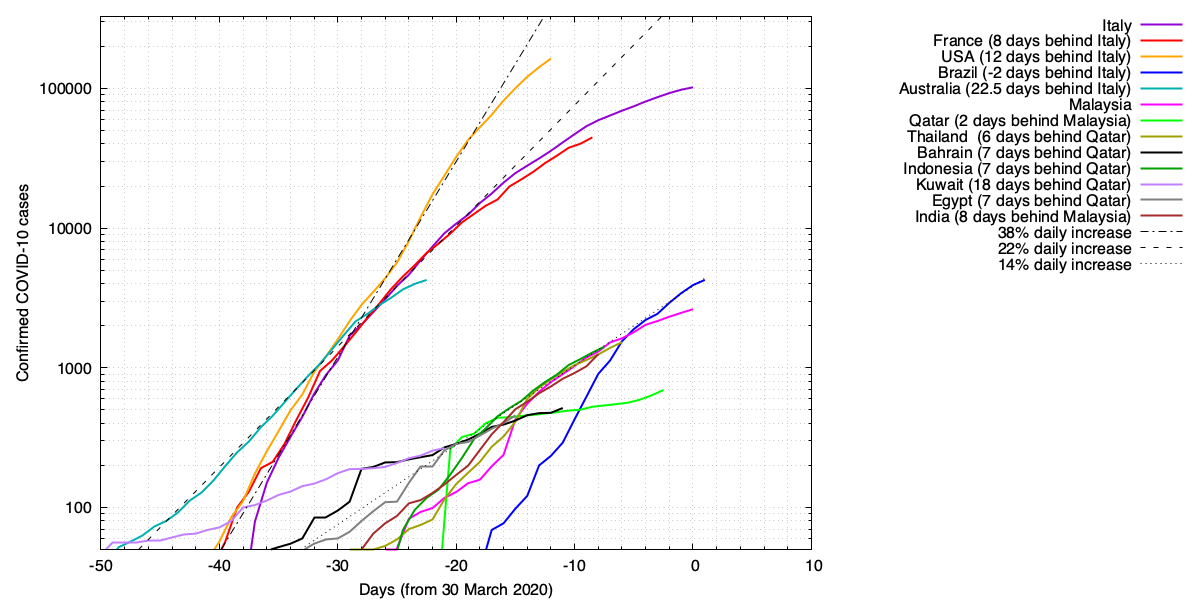 Confirmed COVID-10 cases
100000
10000
1000
100
-50 -40 -30 -20 -10 0 10
Days (from 30 March 2020)
Italy
France (8 days behind Italy)
USA (12 days behind Italy)
Brazil (-2 days behind Italy)
Australia (22.5 days behind Italy)
Malaysia
Qatar (2 days behind Malaysia)
Thailand (6 days behind Qatar)
Bahrain (7 days behind Qatar)
Indonesia (7 days behind Qatar)
Kuwait (18 days behind Qatar)
Egypt (7 days behind Qatar)
India (8 days behind Malaysia)
38% daily increase
22% daily increase
14% daily increase